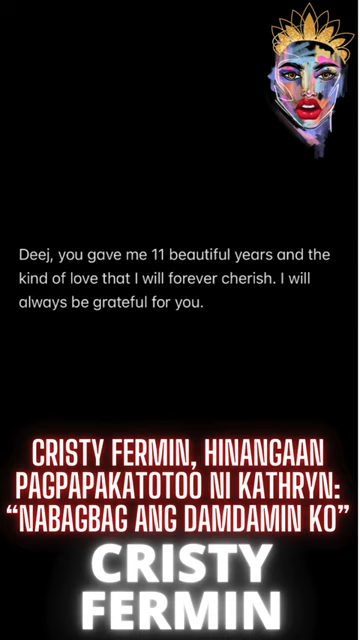 Deej, you gave me 11 beautiful years and the
kind of love that I will forever cherish. I will
always be grateful for you.
CRISTY FERMIN, HINANGAAN
PAGPAPAKATOTOO NI KATHRYN:
“NABAGBAG ANG DAMDAMIN KO”
CRISTY
FERMIN